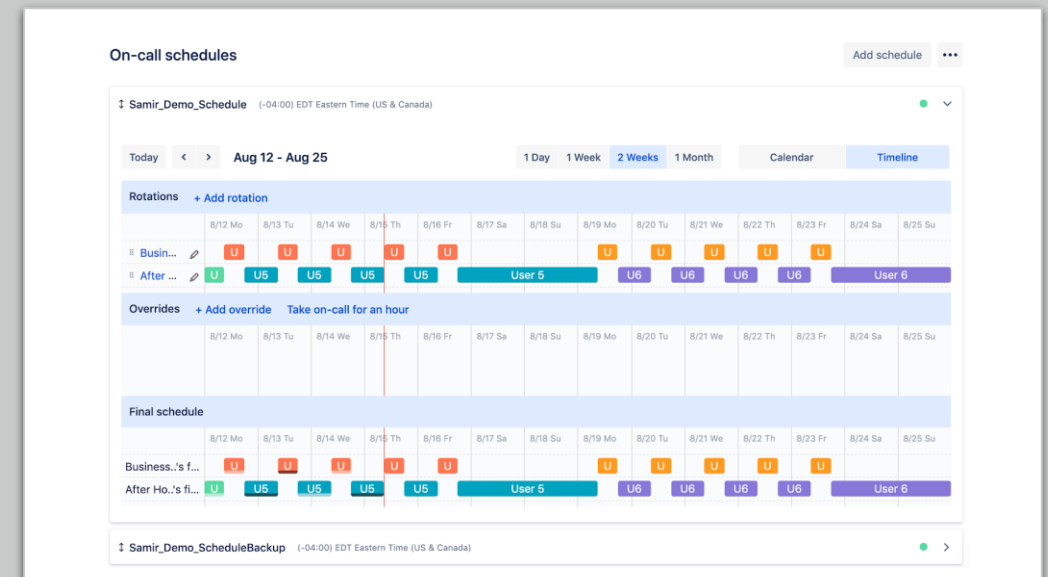 On-call schedules Add schedule •••
Samir_Demo_Schedule (-04:00) EDT Eastern Time (US & Canada)
Today < > Aug 12 - Aug 25 1 Day 1 Week 2 Weeks 1 Month Calendar Timeline
Rotations + Add rotation
8/12 Mo 8/13 Tu 8/14 We 8/15 Th 8/16 Fr 8/17 Sa 8/18 Su 8/19 Mo 8/20 Tu 8/21 We 8/22 Th 8/23 Fr 8/24 Sa 8/25 Su
Busin... U U U U U U U U U U
After ... U U5 U5 U5 U5 User 5 U6 U6 U6 U6 User 6
Overrides + Add override Take on-call for an hour
8/12 Mo 8/13 Tu 8/14 We 8/15 Th 8/16 Fr 8/17 Sa 8/18 Su 8/19 Mo 8/20 Tu 8/21 We 8/22 Th 8/23 Fr 8/24 Sa 8/25 Su
Final schedule
8/12 Mo 8/13 Tu 8/14 We 8/15 Th 8/16 Fr 8/17 Sa 8/18 Su 8/19 Mo 8/20 Tu 8/21 We 8/22 Th 8/23 Fr 8/24 Sa 8/25 Su
Business..'s f... U U U U U U U U U U
After Ho..'s fi... U U5 U5 U5 U5 User 5 U6 U6 U6 U6 User 6
Samir_Demo_ScheduleBackup (-04:00) EDT Eastern Time (US & Canada)